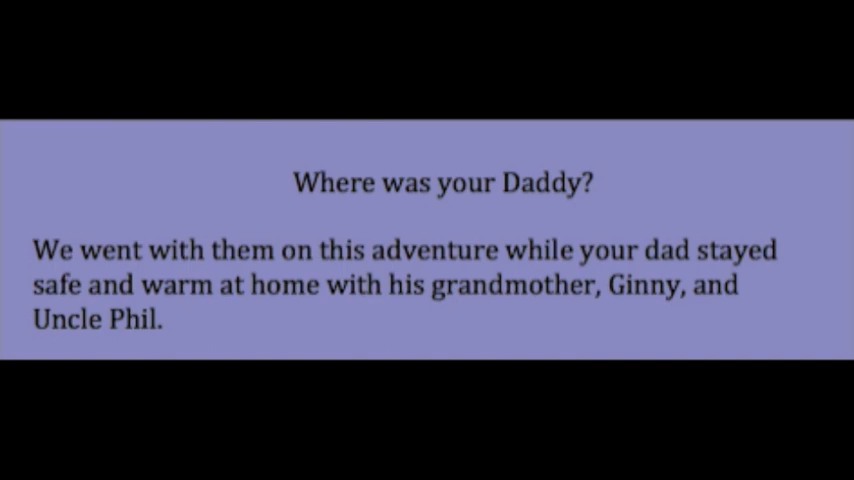 Where was your Daddy?
We went with them on this adventure while your dad stayed
safe and warm at home with his grandmother, Ginny, and
Uncle Phil.